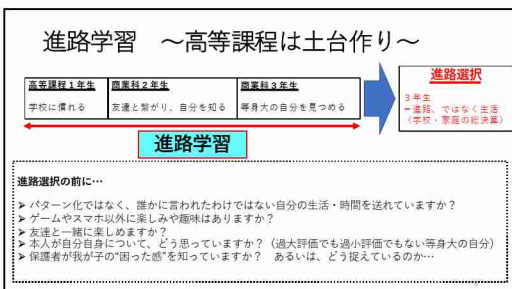 進路学習　～高等課程は土台作り～
高等課程１年生
学校に慣れる
商業科２年生
友達と繋がり、自分を知る
商業科３年生
等身大の自分を見つめる
進路学習
進路選択
３年生
＝進路、ではなく生活
（学校・家庭の総決算）
進路選択の前に…
➤ パターン化ではなく、誰かに言われたわけではない自分の生活・時間を送れていますか？
➤ ゲームやスマホ以外に楽しみや趣味はありますか？
➤ 友達と一緒に楽しめますか？
➤ 本人が自分自身について、どう思っていますか？（過大評価でも過小評価でもない等身大の自分）
➤ 保護者が我が子の“困った感”を知っていますか？　あるいは、どう捉えているのか…